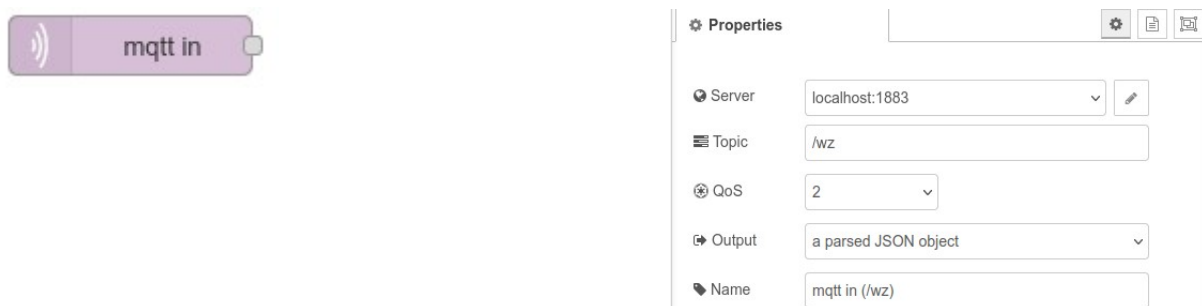 mqtt in
Properties
Server
localhost:1883
Topic
/wz
QoS
2
Output
a parsed JSON object
Name
mqtt in (/wz)